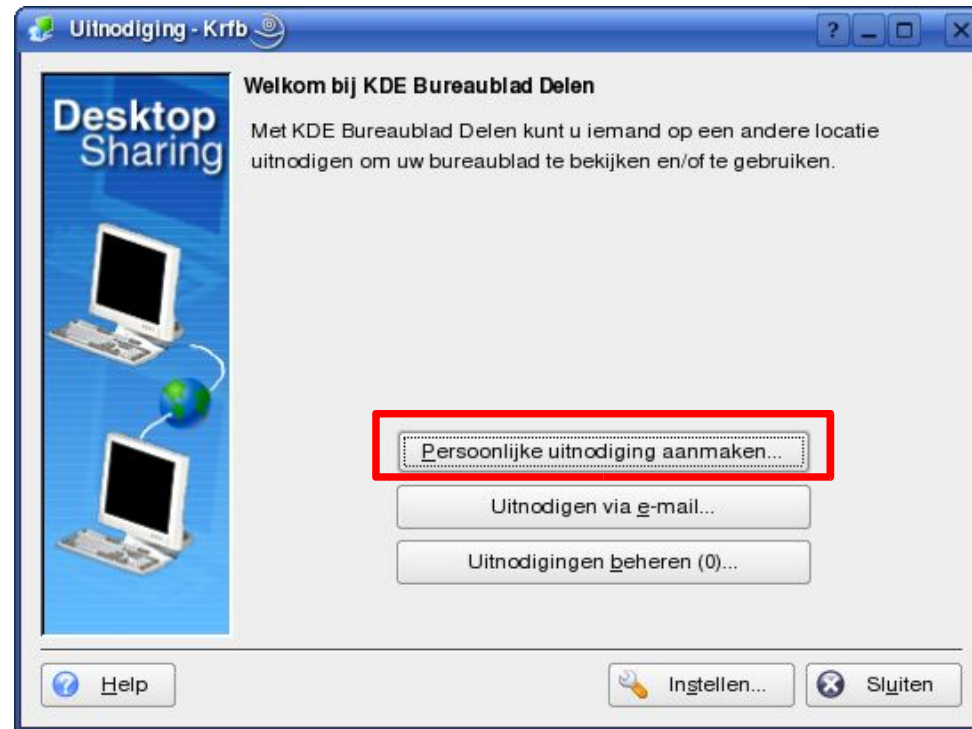 Uitnodiging - Krfb
?
Desktop
Sharing
Welkom bij KDE Bureaublad Delen
Met KDE Bureaublad Delen kunt u iemand op een andere locatie
uitnodigen om uw bureaublad te bekijken en/of te gebruiken.
Persoonlijke uitnodiging aanmaken...
Uitnodigen via e-mail...
Uitnodigingen beheren (0)...
Help
Instellen...
Sluiten